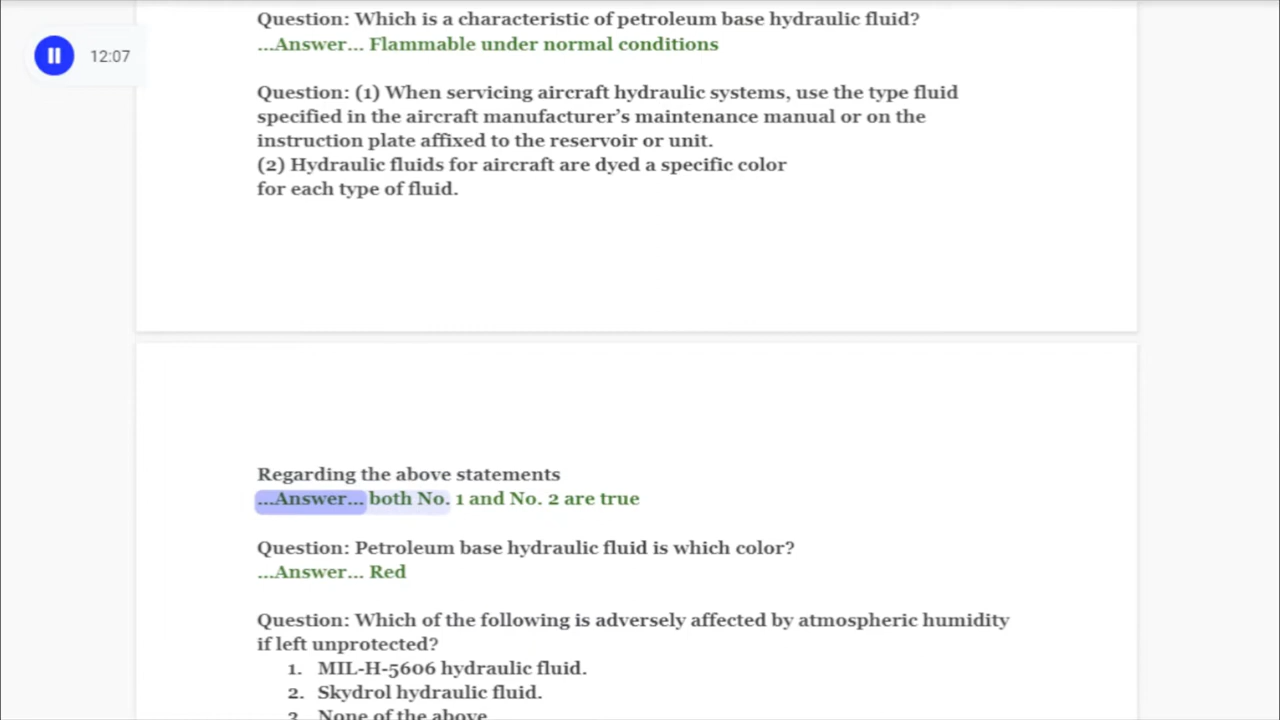 Question: Which is a characteristic of petroleum base hydraulic fluid?
...Answer... Flammable under normal conditions
12:07
Question: (1) When servicing aircraft hydraulic systems, use the type fluid
specified in the aircraft manufacturer's maintenance manual or on the
instruction plate affixed to the reservoir or unit.
(2) Hydraulic fluids for aircraft are dyed a specific color
for each type of fluid.
Regarding the above statements
...Answer... both No. 1 and No. 2 are true
Question: Petroleum base hydraulic fluid is which color?
...Answer... Red
Question: Which of the following is adversely affected by atmospheric humidity
if left unprotected?
1. MIL-H-5606 hydraulic fluid.
2. Skydrol hydraulic fluid.
3. None of the above